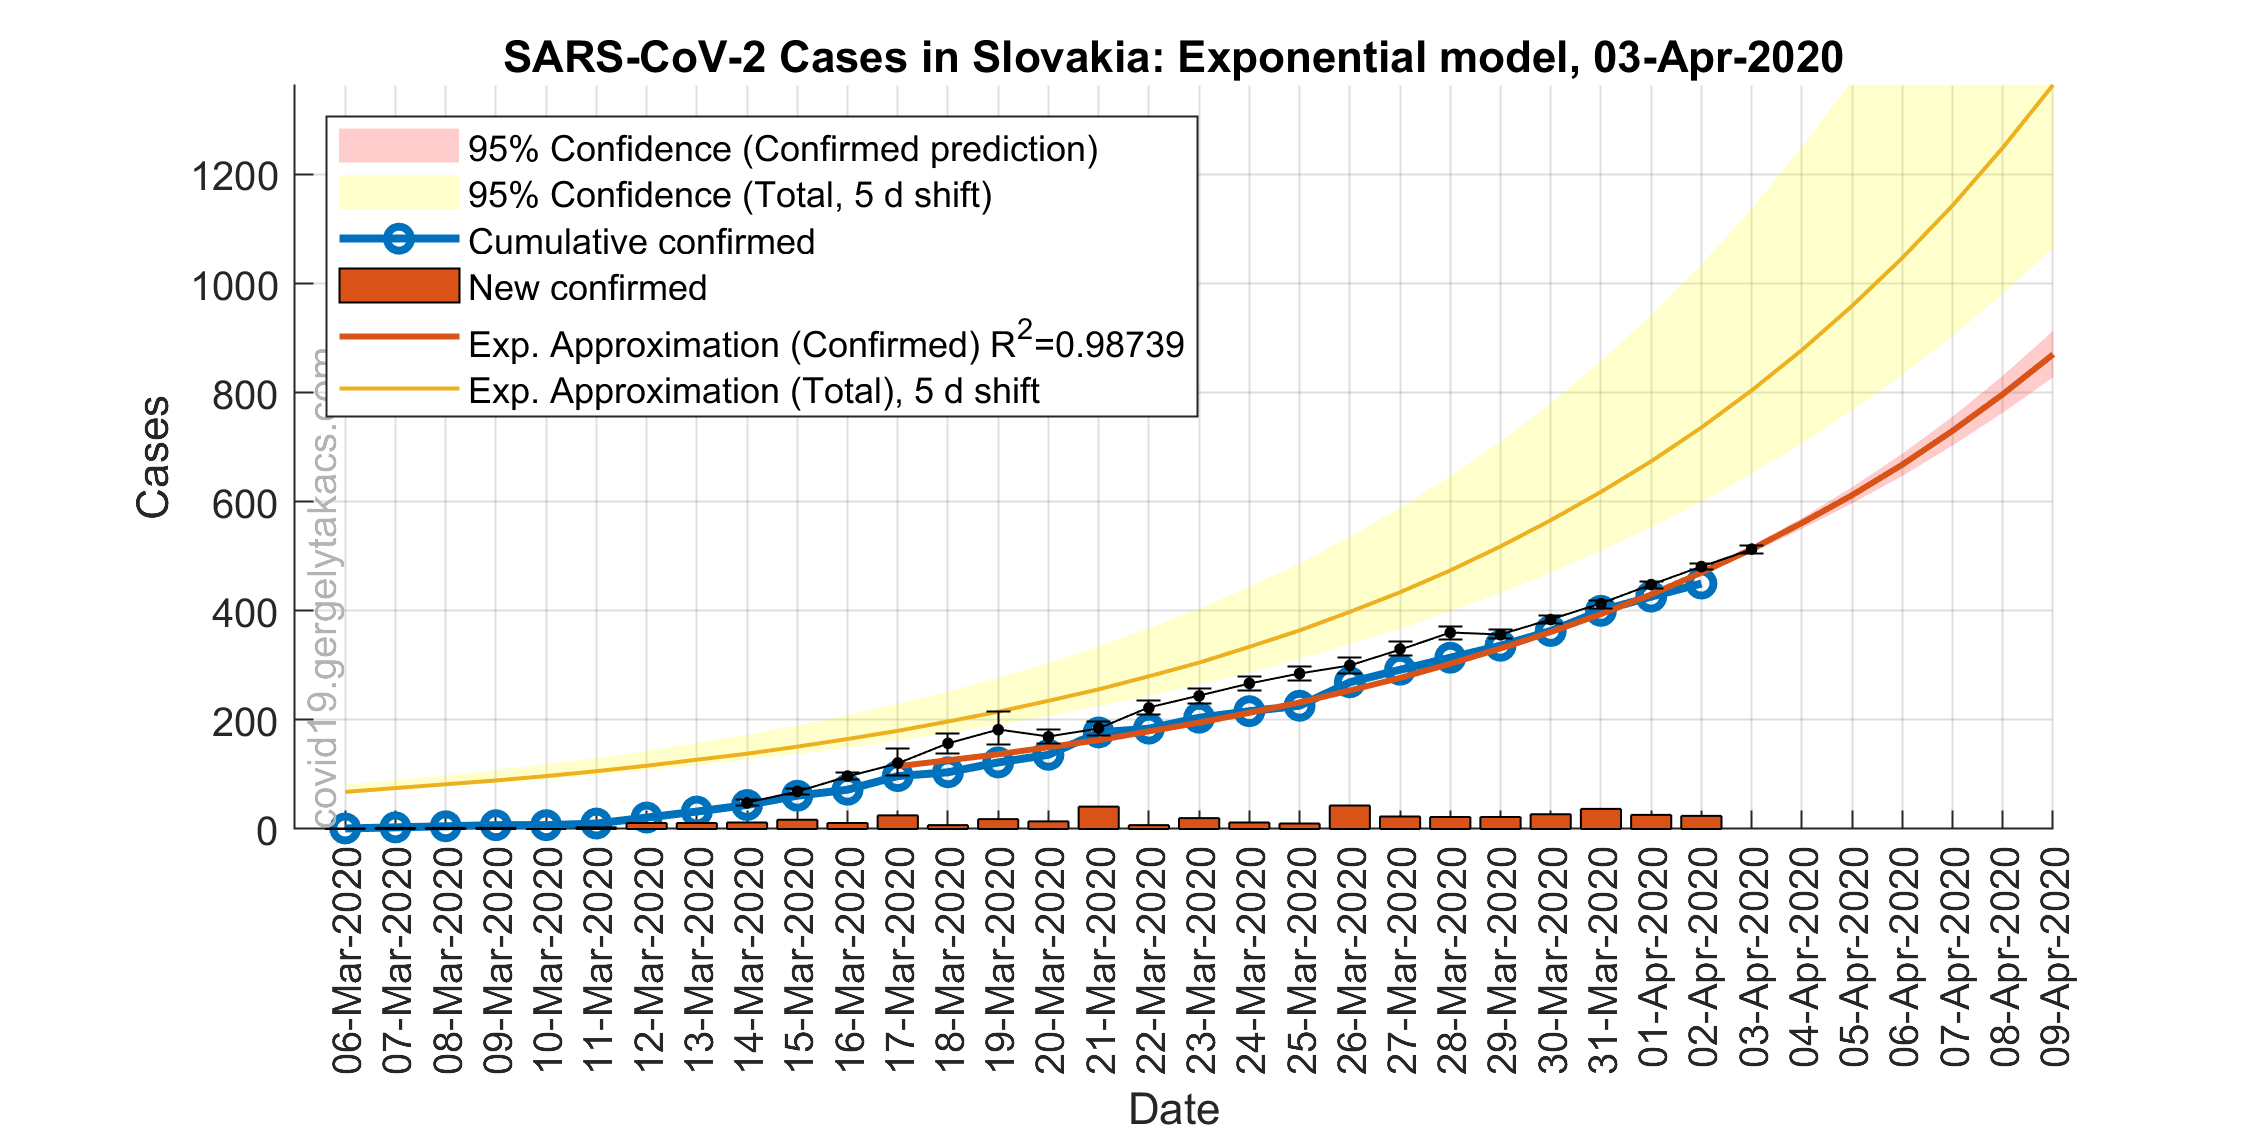 SARS-CoV-2 Cases in Slovakia: Exponential model, 03-Apr-2020
95% Confidence (Confirmed prediction)
95% Confidence (Total, 5 d shift)
Cumulative confirmed
New confirmed
Exp. Approximation (Confirmed) R²=0.98739
Exp. Approximation (Total), 5 d shift
Cases
1200
1000
800
600
400
200
0
covid19.gergelytakacs.com
06-Mar-2020
07-Mar-2020
08-Mar-2020
09-Mar-2020
10-Mar-2020
11-Mar-2020
12-Mar-2020
13-Mar-2020
14-Mar-2020
15-Mar-2020
16-Mar-2020
17-Mar-2020
18-Mar-2020
19-Mar-2020
20-Mar-2020
21-Mar-2020
22-Mar-2020
23-Mar-2020
24-Mar-2020
25-Mar-2020
26-Mar-2020
27-Mar-2020
28-Mar-2020
29-Mar-2020
30-Mar-2020
31-Mar-2020
01-Apr-2020
02-Apr-2020
03-Apr-2020
04-Apr-2020
05-Apr-2020
06-Apr-2020
07-Apr-2020
08-Apr-2020
09-Apr-2020
Date